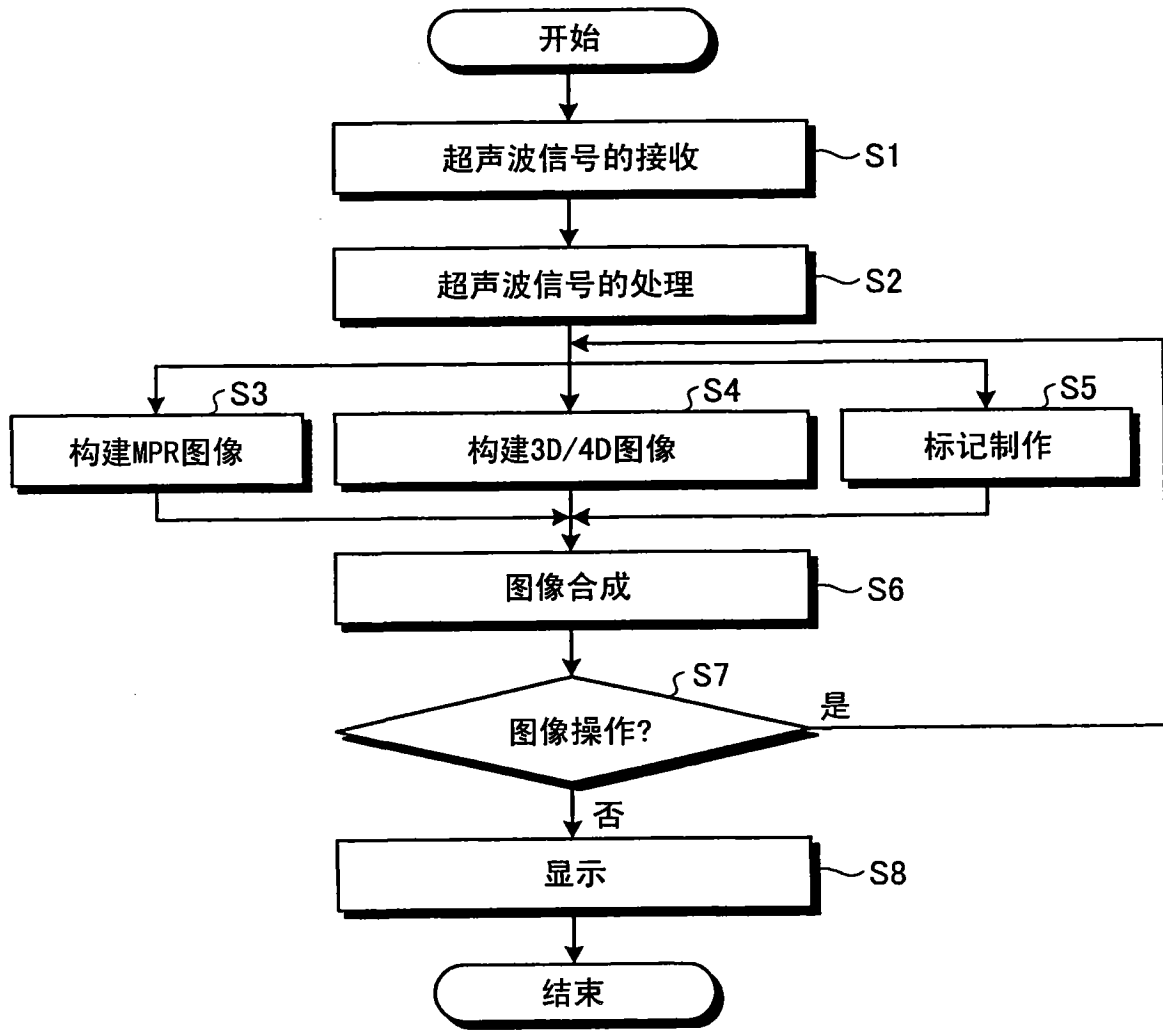 开始
超声波信号的接收
S1
超声波信号的处理
S2
S3
构建MPR图像
S4
构建3D/4D图像
S5
标记制作
图像合成
S6
S7
图像操作?
是
否
显示
S8
结束